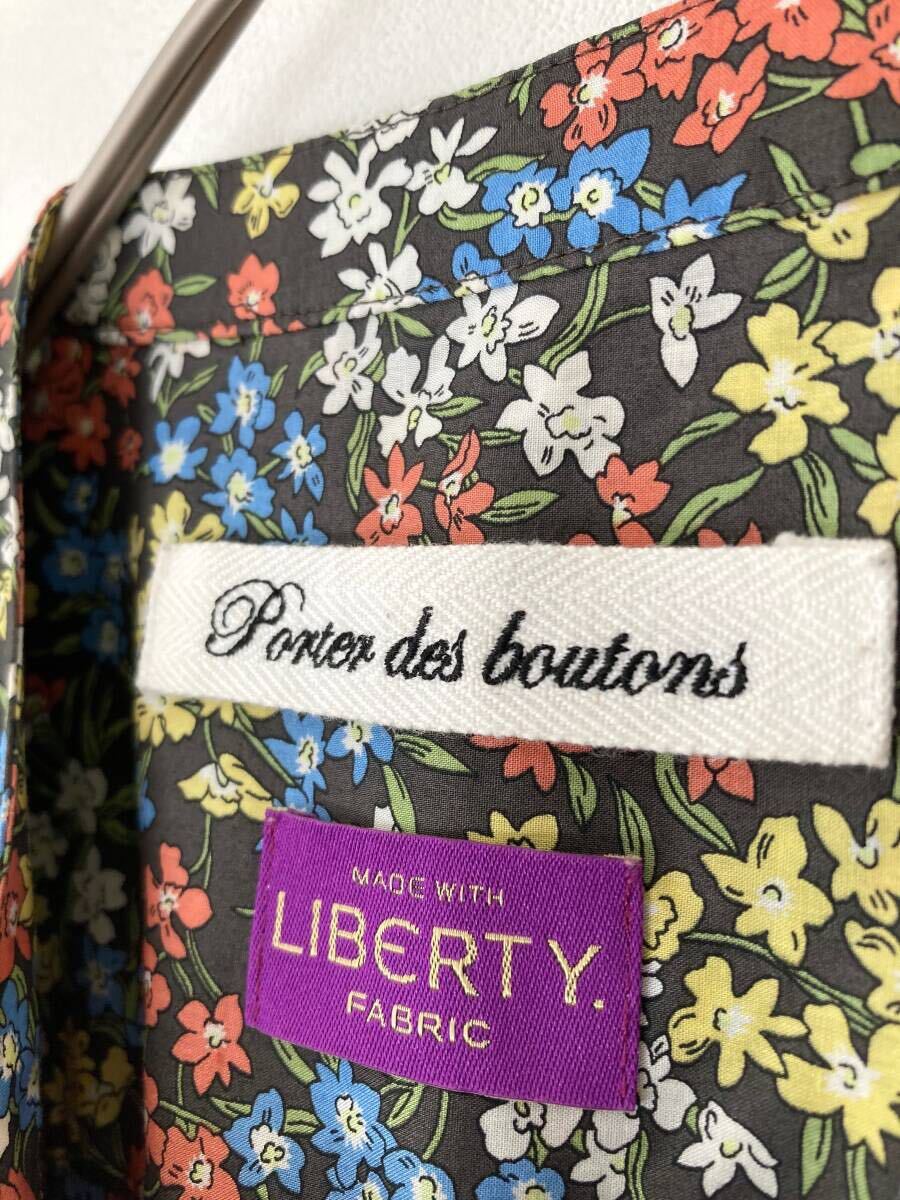 Porter des boutons
MADE WITH
LIBERTY.
FABRIC